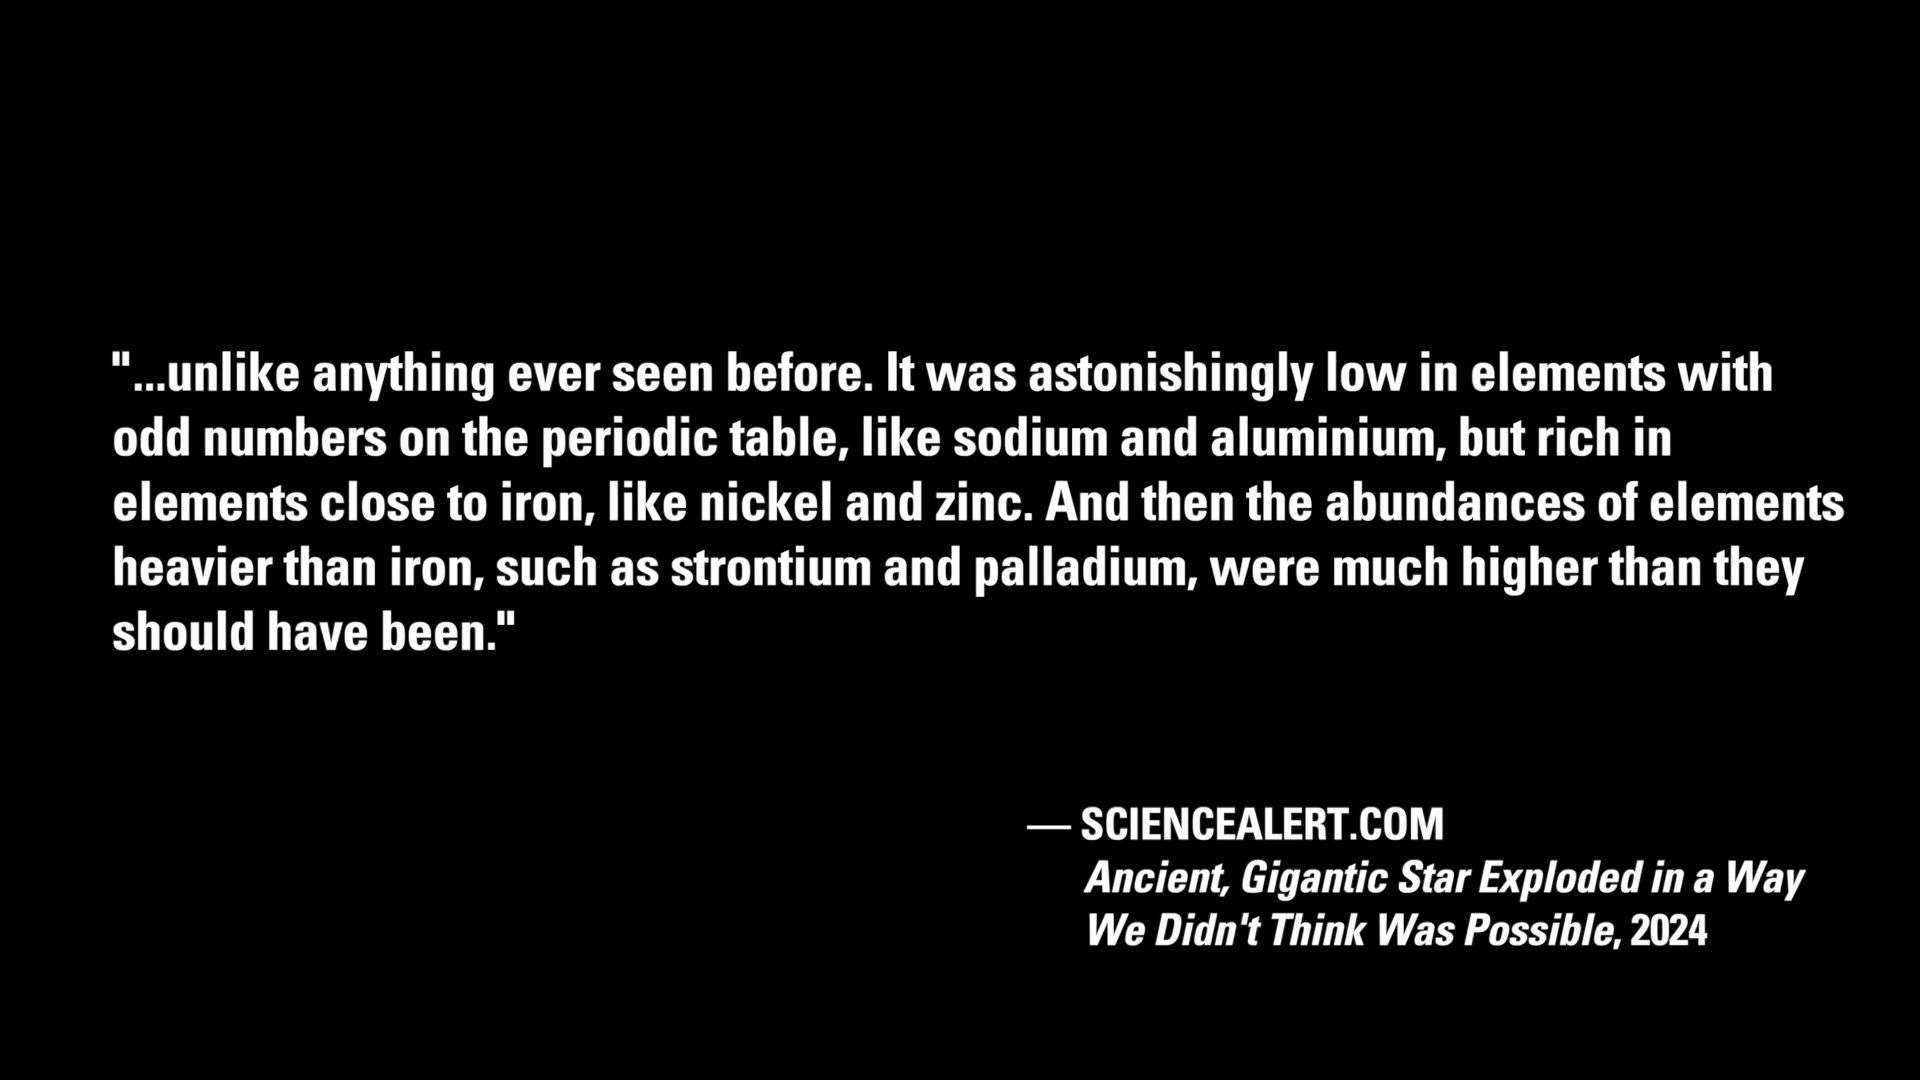 "...unlike anything ever seen before. It was astonishingly low in elements with
odd numbers on the periodic table, like sodium and aluminium, but rich in
elements close to iron, like nickel and zinc. And then the abundances of elements
heavier than iron, such as strontium and palladium, were much higher than they
should have been."
— SCIENCEALERT.COM
Ancient, Gigantic Star Exploded in a Way
We Didn't Think Was Possible, 2024